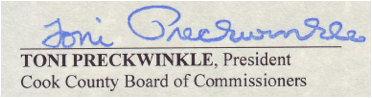 Toni Preckwinkle
TONI PRECKWINKLE, President
Cook County Board of Commissioners